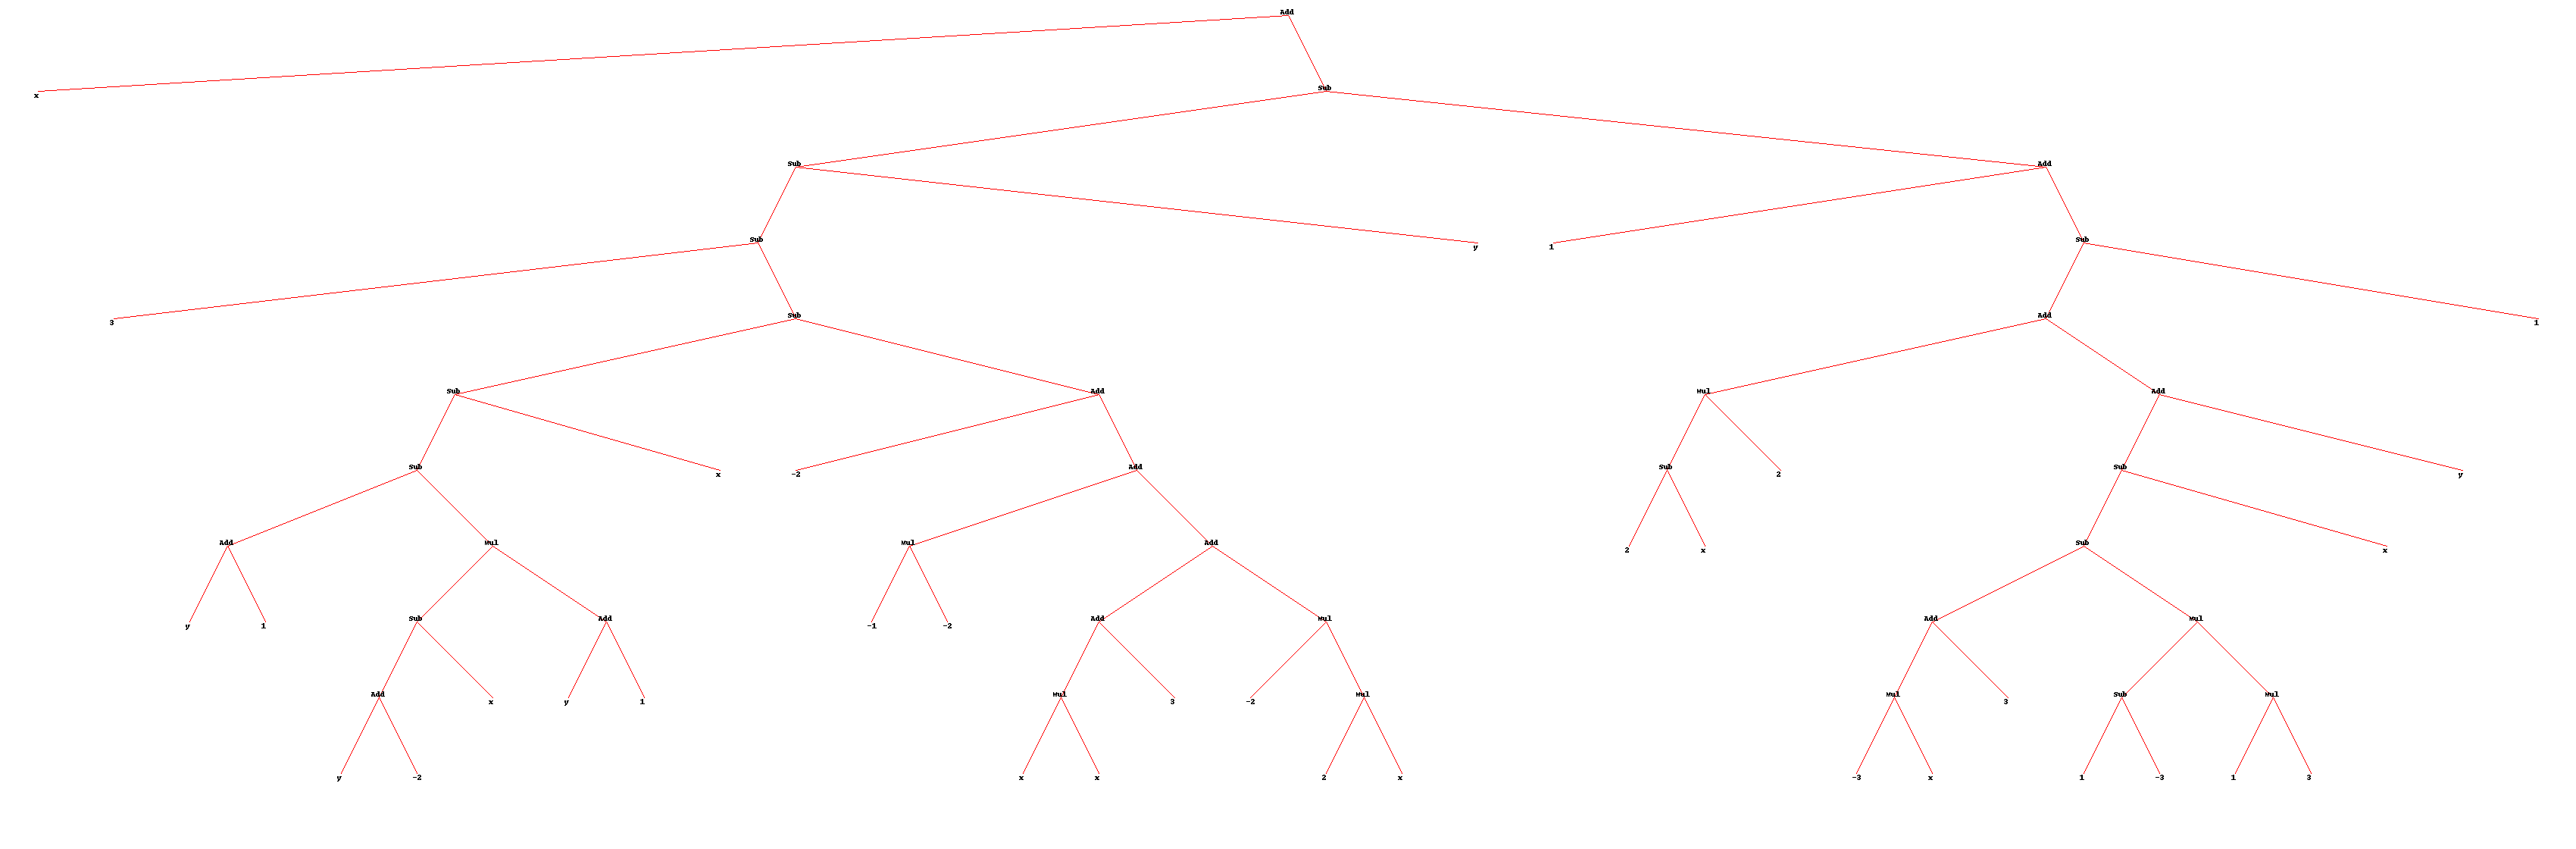 Add
x Sub
Sub Add
Sub y 1 Sub
3 Sub Add 1
Sub Add Mul Add
Sub x -2 Add Sub 2 Sub y
Add Mul Mul Add 2 x Sub x
y 1 Sub Add -1 -2 Add Mul Add Mul
Add x y 1 Mul 3 -2 Mul Mul 3 Sub Mul
y -2 x x 2 x -3 x 1 -3 1 3